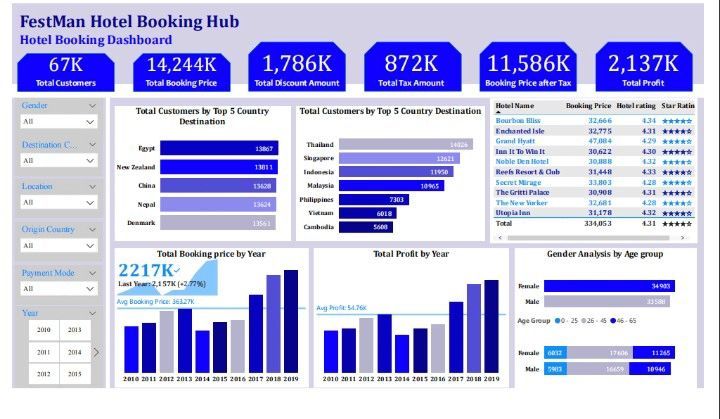 FestMan Hotel Booking Hub
Hotel Booking Dashboard
67K
Total Customers
14,244K
Total Booking Price
1,786K
Total Discount Amount
872K
Total Tax Amount
11,586K
Booking Price after Tax
2,137K
Total Profit
Gender
All
Destination C...
All
Location
All
Origin Country
All
Payment Mode
All
Year
2010 2013
2011 2014
2012 2015
Total Customers by Top 5 Country
Destination
Egypt 13867
New Zealand 13811
China 13628
Nepal 13624
Denmark 13561
Total Customers by Top 5 Country Destination
Thailand 14026
Singapore 12621
Indonesia 11950
Malaysia 10965
Philippines 7303
Vietnam 6018
Cambodia 5608
Hotel Name Booking Price Hotel rating Star Ratin
Bourbon Bliss 32,666 4.34 ★★★★☆
Enchanted Isle 32,775 4.31 ★★★★☆
Grand Hyatt 47,084 4.29 ★★★★☆
Inn It To Win It 30,622 4.30 ★★★★☆
Noble Den Hotel 30,888 4.32 ★★★★☆
Reefs Resort & Club 31,448 4.33 ★★★★☆
Secret Mirage 33,803 4.28 ★★★★☆
The Gritti Palace 30,908 4.31 ★★★★☆
The New Yorker 32,681 4.28 ★★★★☆
Utopia Inn 31,178 4.32 ★★★★☆
Total 334,053 4.31 ★★★★☆
Total Booking price by Year
2217K
Last Year: 2,157K (+2.77%)
Avg Booking Price: 363.27K
2010 2011 2012 2013 2014 2015 2016 2017 2018 2019
Total Profit by Year
Avg Profit: 54.76K
2010 2011 2012 2013 2014 2015 2016 2017 2018 2019
Gender Analysis by Age group
Female 34903
Male 33588
Age Group 0 - 25 26 - 45 46 - 65
Female 6032 17606 11265
Male 5983 16659 10946